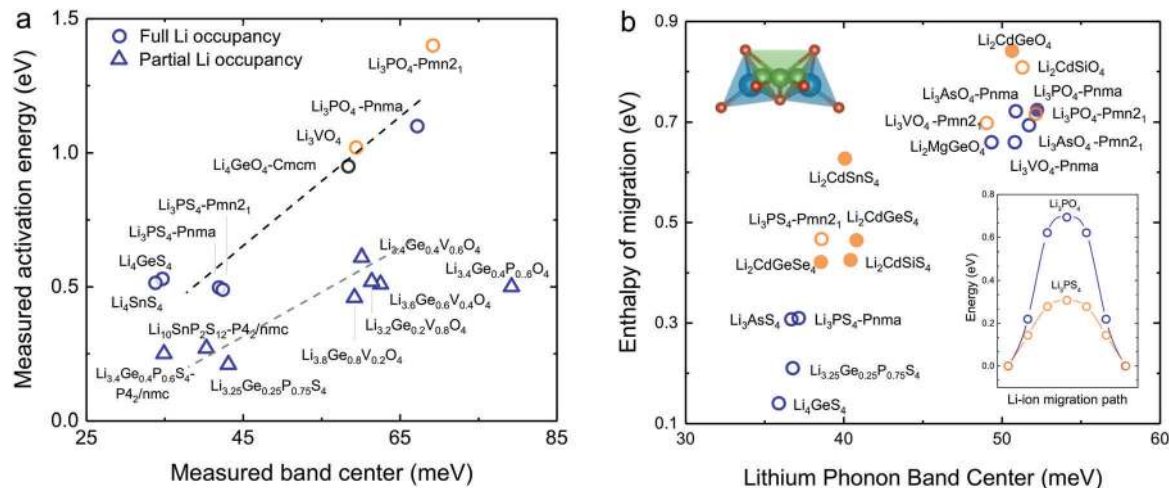 a
Measured activation energy (eV)
1.5
1.0
0.5
0.0
Full Li occupancy
Partial Li occupancy
Li₃PO₄-Pmn2₁
Li₃PO₄-Pnma
Li₃VO₄
Li₄GeO₄-Cmcm
Li₃PS₄-Pmn2₁
Li₃PS₄-Pnma
Li₄GeS₄
Li₄SnS₄
Li₁₀SnP₂S₁₂-P4₂/nmc
Li₃.₄Ge₀.₄P₀.₆S₄-
P4₂/nmc
Li₃.₂₅Ge₀.₂₅P₀.₇₅S₄
Li₃.₄Ge₀.₄V₀.₆O₄
Li₃.₄Ge₀.₄P₀.₆O₄
Li₃.₆Ge₀.₆V₀.₄O₄
Li₃.₂Ge₀.₂V₀.₈O₄
Li₃.₈Ge₀.₈V₀.₂O₄
25 45 65 85
Measured band center (meV)
b
Enthalpy of migration (eV)
0.9
0.7
0.5
0.3
0.1
Li₂CdGeO₄
Li₂CdSiO₄
Li₃AsO₄-Pnma
Li₃PO₄-Pnma
Li₃VO₄-Pmn2₁
Li₃PO₄-Pmn2₁
Li₂MgGeO₄
Li₃AsO₄-Pmn2₁
Li₃VO₄-Pnma
Li₂CdSnS₄
Li₃PS₄-Pmn2₁
Li₂CdGeS₄
Li₂CdGeSe₄
Li₂CdSiS₄
Li₃AsS₄
Li₃PS₄-Pnma
Li₃.₂₅Ge₀.₂₅P₀.₇₅S₄
Li₄GeS₄
Energy (eV)
0.8
0.6
0.4
0.2
0.0
Li₃PO₄
Li₃PS₄
Li-ion migration path
30 40 50 60
Lithium Phonon Band Center (meV)